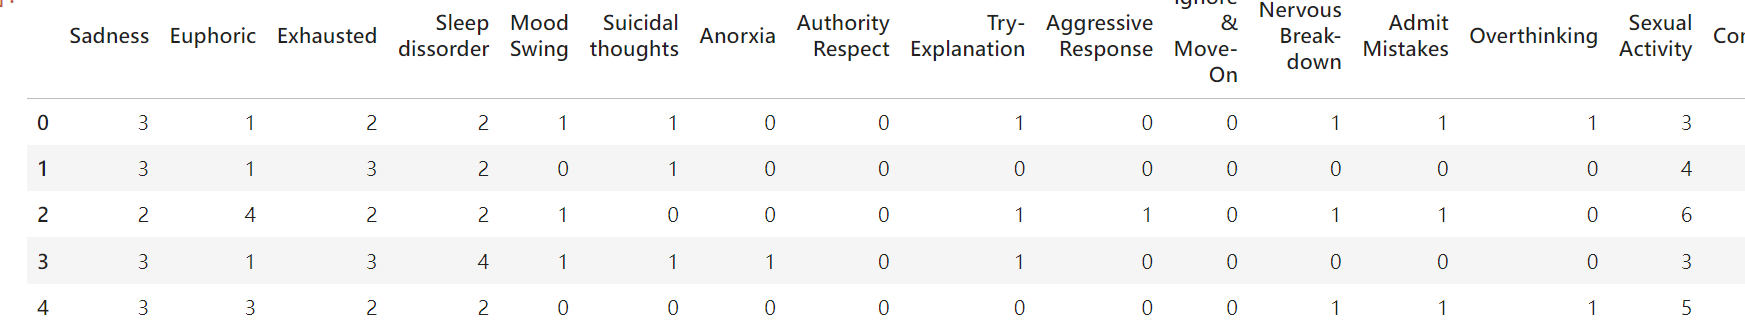 Sadness Euphoric Exhausted Sleep dissorder Mood Swing Suicidal thoughts Anorxia Authority Respect Try-Explanation Aggressive Response Ignore & Move-On Nervous Break-down Admit Mistakes Overthinking Sexual Activity
0 3 1 2 2 1 1 0 0 1 0 0 1 1 1 3
1 3 1 3 2 0 1 0 0 0 0 0 0 0 0 4
2 2 4 2 2 1 0 0 0 1 1 0 1 1 0 6
3 3 1 3 4 1 1 1 0 1 0 0 0 0 0 3
4 3 3 2 2 0 0 0 0 0 0 0 1 1 1 5